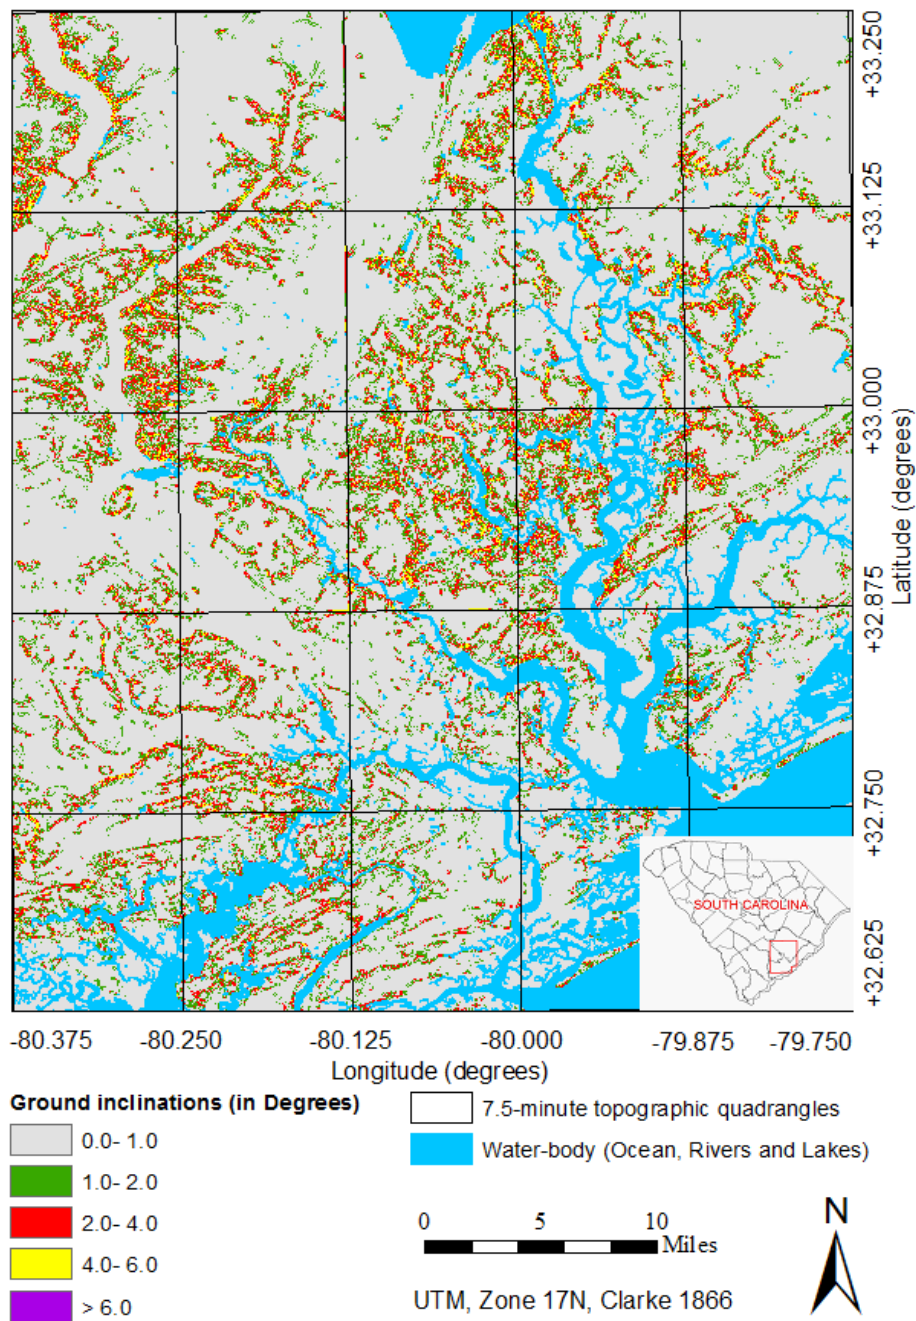 +33.250
+33.125
+33.000
+32.875
+32.750
+32.625
Latitude (degrees)
SOUTH CAROLINA
-80.375 -80.250 -80.125 -80.000 -79.875 -79.750
Longitude (degrees)
Ground inclinations (in Degrees)
0.0- 1.0
1.0- 2.0
2.0- 4.0
4.0- 6.0
> 6.0
7.5-minute topographic quadrangles
Water-body (Ocean, Rivers and Lakes)
0 5 10
Miles
UTM, Zone 17N, Clarke 1866
N